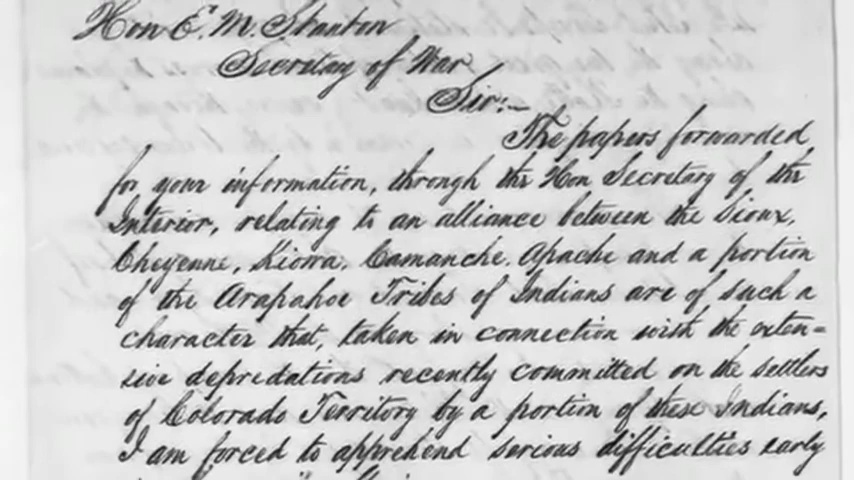 Hon E. M. Stanton
Secretary of War
Sir:—
The papers forwarded
for your information, through the Hon Secretary of the
Interior, relating to an alliance between the Sioux,
Cheyenne, Kiowa, Camanche, Apache and a portion
of the Arapahoe Tribes of Indians are of such a
character that, taken in connection with the exten=
sive depredations recently committed on the settlers
of Colorado Territory by a portion of these Indians,
I am forced to apprehend serious difficulties early